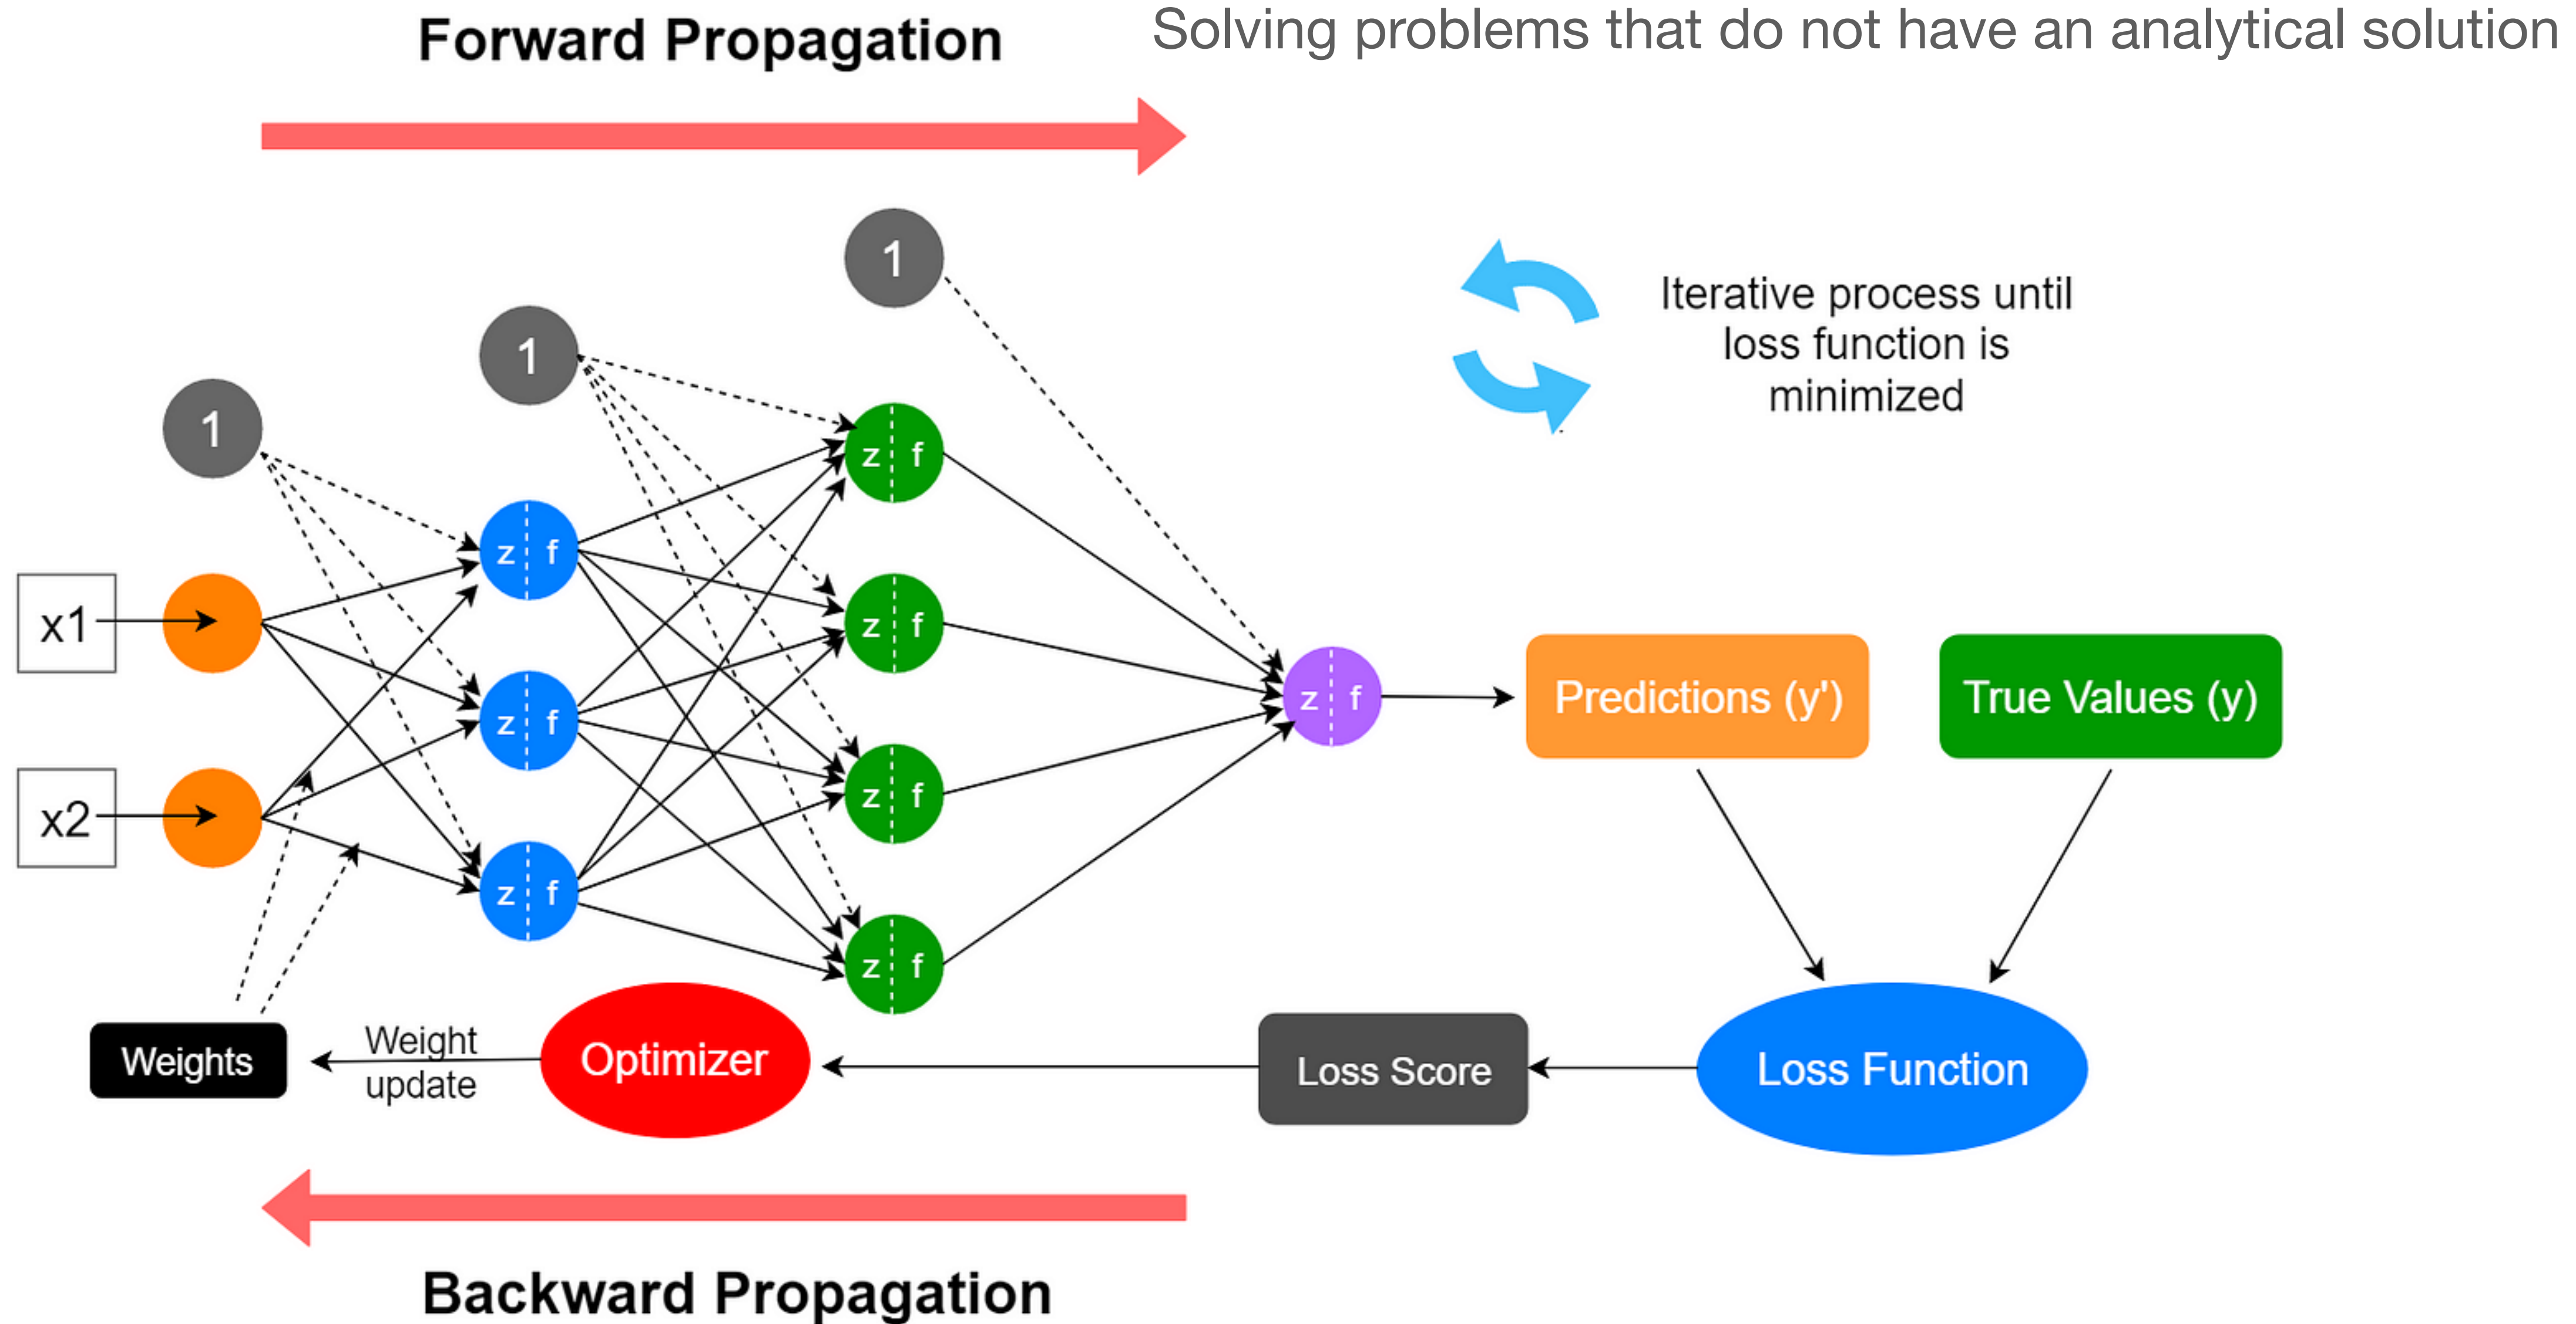 Forward Propagation
Solving problems that do not have an analytical solution
1
1
1
Iterative process until
loss function is
minimized
z f
z f
x1
z f
z f
z f
z f
Predictions (y')
True Values (y)
x2
z f
z f
z f
Weights
Weight
update
Optimizer
Loss Score
Loss Function
Backward Propagation